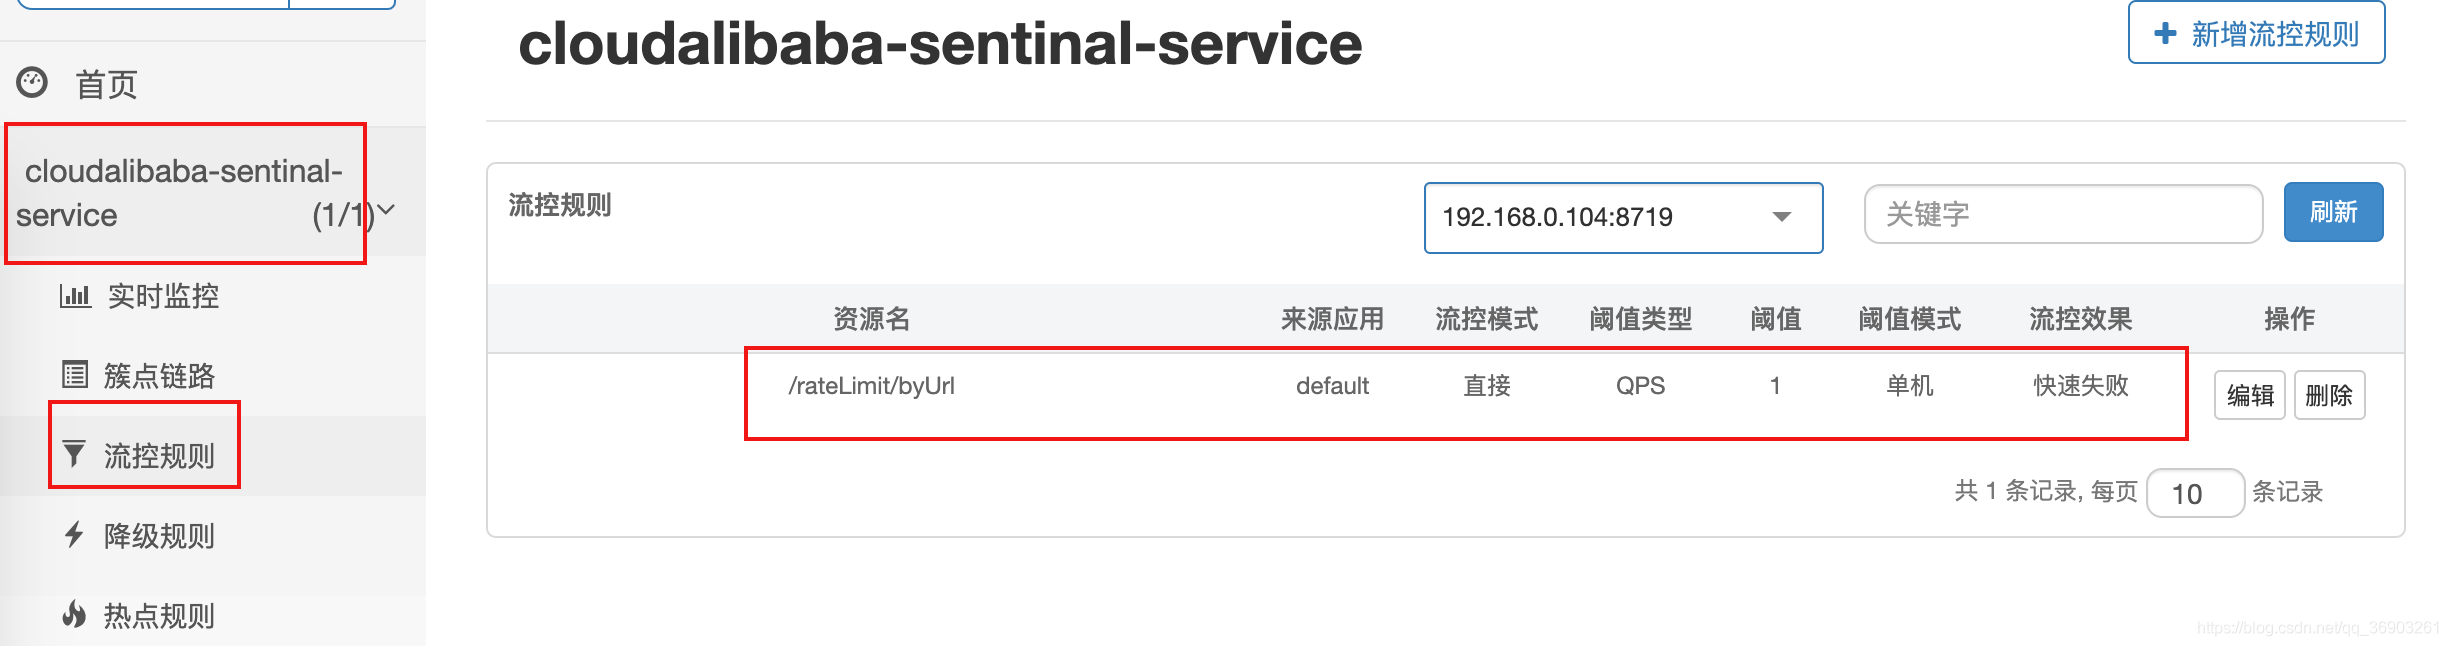 cloudalibaba-sentinal-service
新增流控规则
首页
cloudalibaba-sentinal-
service (1/1)
实时监控
簇点链路
流控规则
降级规则
热点规则
流控规则 192.168.0.104:8719 关键字 刷新
资源名 来源应用 流控模式 阈值类型 阈值 阈值模式 流控效果 操作
/rateLimit/byUrl default 直接 QPS 1 单机 快速失败 编辑 删除
共 1 条记录, 每页 10 条记录
https://blog.csdn.net/qq_36903261